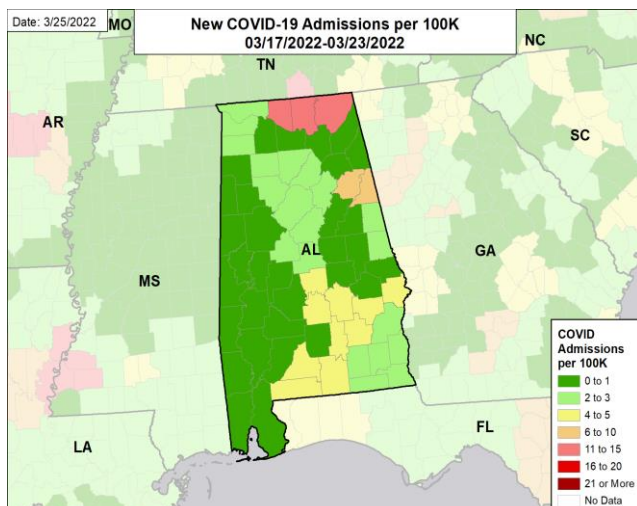 Date: 3/25/2022
New COVID-19 Admissions per 100K
03/17/2022-03/23/2022
MO
NC
TN
AR
SC
AL
GA
MS
LA
FL
COVID
Admissions
per 100K
0 to 1
2 to 3
4 to 5
6 to 10
11 to 15
16 to 20
21 or More
No Data